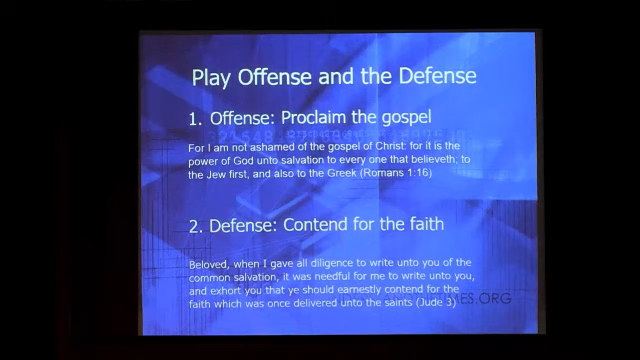 Play Offense and the Defense
1. Offense: Proclaim the gospel
For I am not ashamed of the gospel of Christ: for it is the
power of God unto salvation to every one that believeth; to
the Jew first, and also to the Greek (Romans 1:16)
2. Defense: Contend for the faith
Beloved, when I gave all diligence to write unto you of the
common salvation, it was needful for me to write unto you,
and exhort you that ye should earnestly contend for the
faith which was once delivered unto the saints (Jude 3)